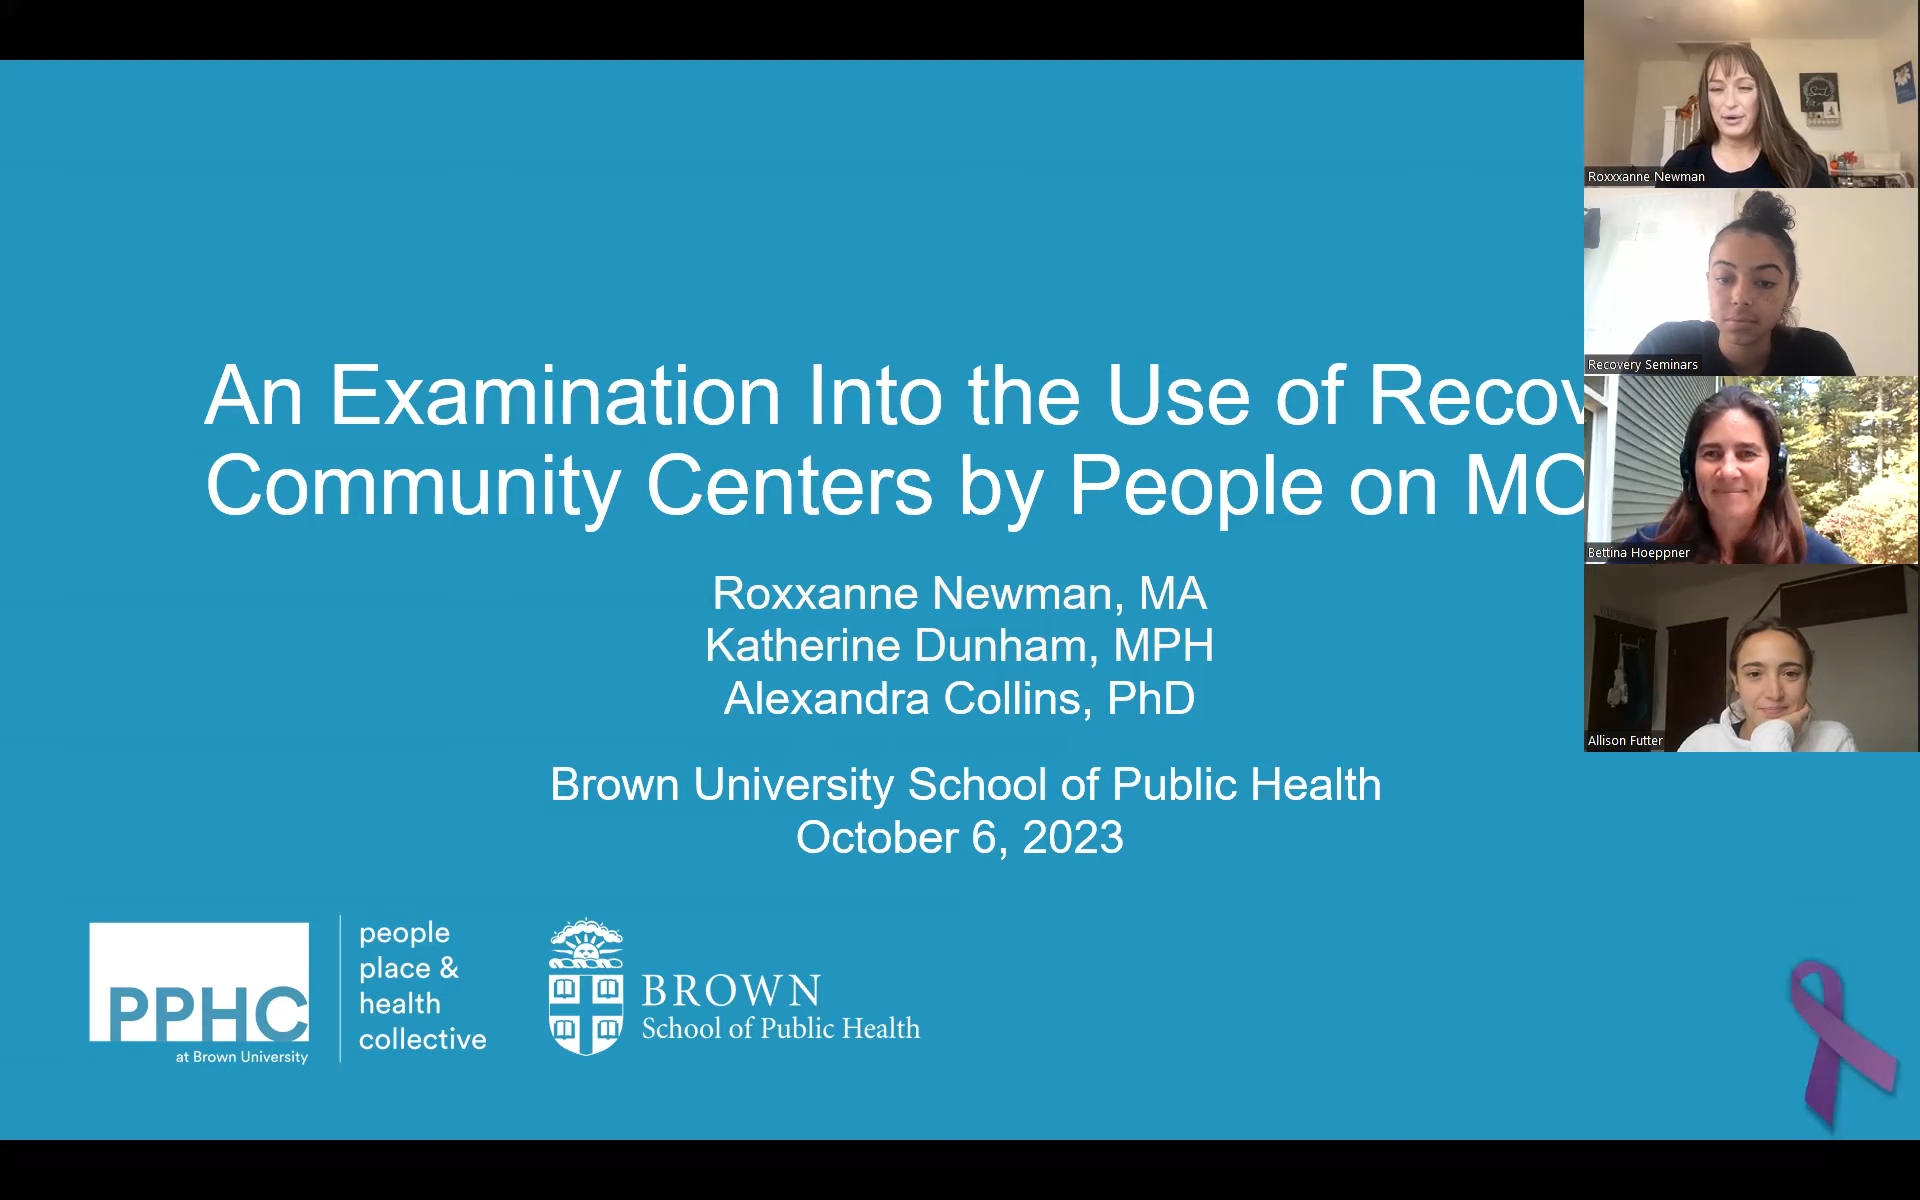 An Examination Into the Use of Recov
Community Centers by People on MO
Roxxanne Newman, MA
Katherine Dunham, MPH
Alexandra Collins, PhD
Brown University School of Public Health
October 6, 2023
PPHC
at Brown University
people
place &
health
collective
BROWN
School of Public Health
Roxxxanne Newman
Recovery Seminars
Bettina Hoeppner
Allison Futter